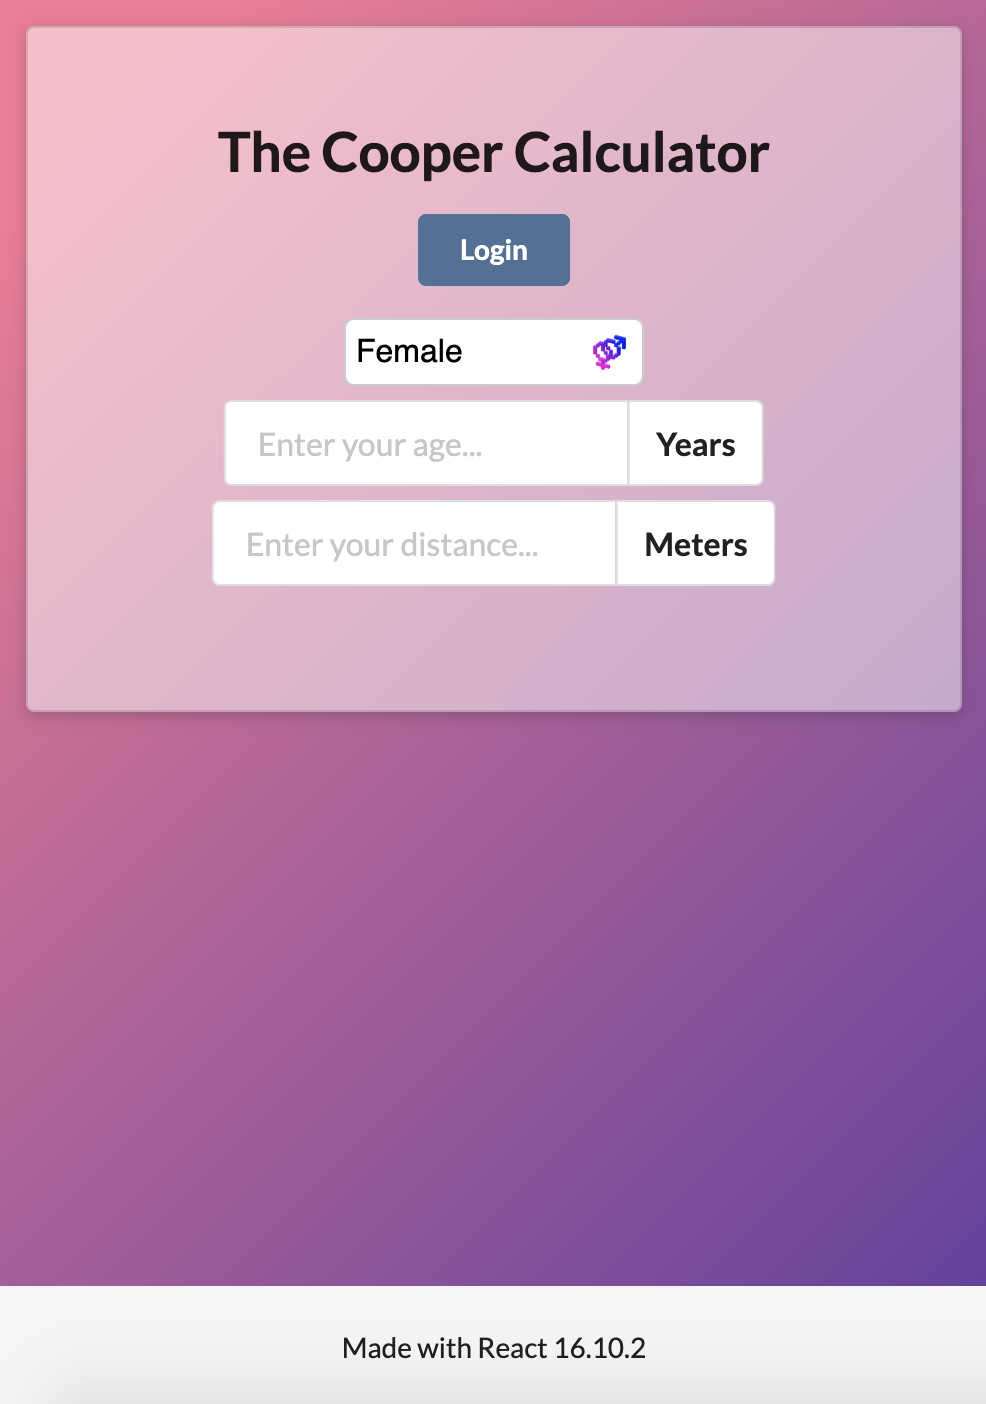 The Cooper Calculator
Login
Female
Enter your age... Years
Enter your distance... Meters
Made with React 16.10.2